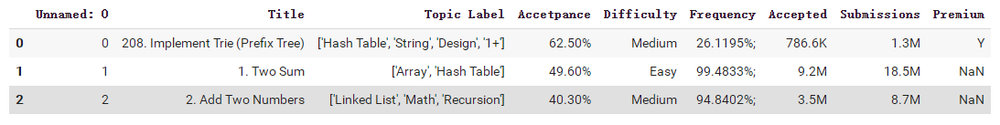 Unnamed: 0 Title Topic Label Accetpance Difficulty Frequency Accepted Submissions Premium
0 0 208. Implement Trie (Prefix Tree) ['Hash Table', 'String', 'Design', '1+'] 62.50% Medium 26.1195%; 786.6K 1.3M Y
1 1 1. Two Sum ['Array', 'Hash Table'] 49.60% Easy 99.4833%; 9.2M 18.5M NaN
2 2 2. Add Two Numbers ['Linked List', 'Math', 'Recursion'] 40.30% Medium 94.8402%; 3.5M 8.7M NaN